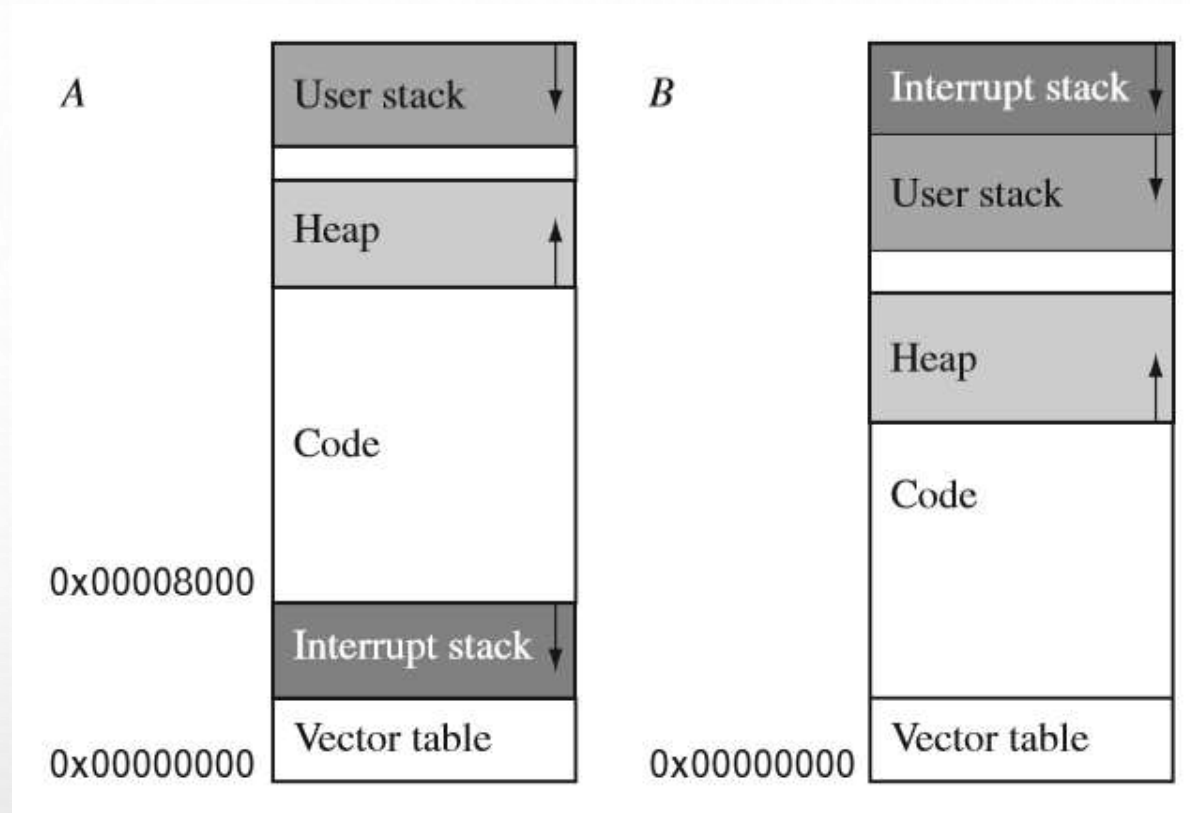 A
User stack
Heap
Code
0x00008000
Interrupt stack
Vector table
0x00000000
B
Interrupt stack
User stack
Heap
Code
Vector table
0x00000000